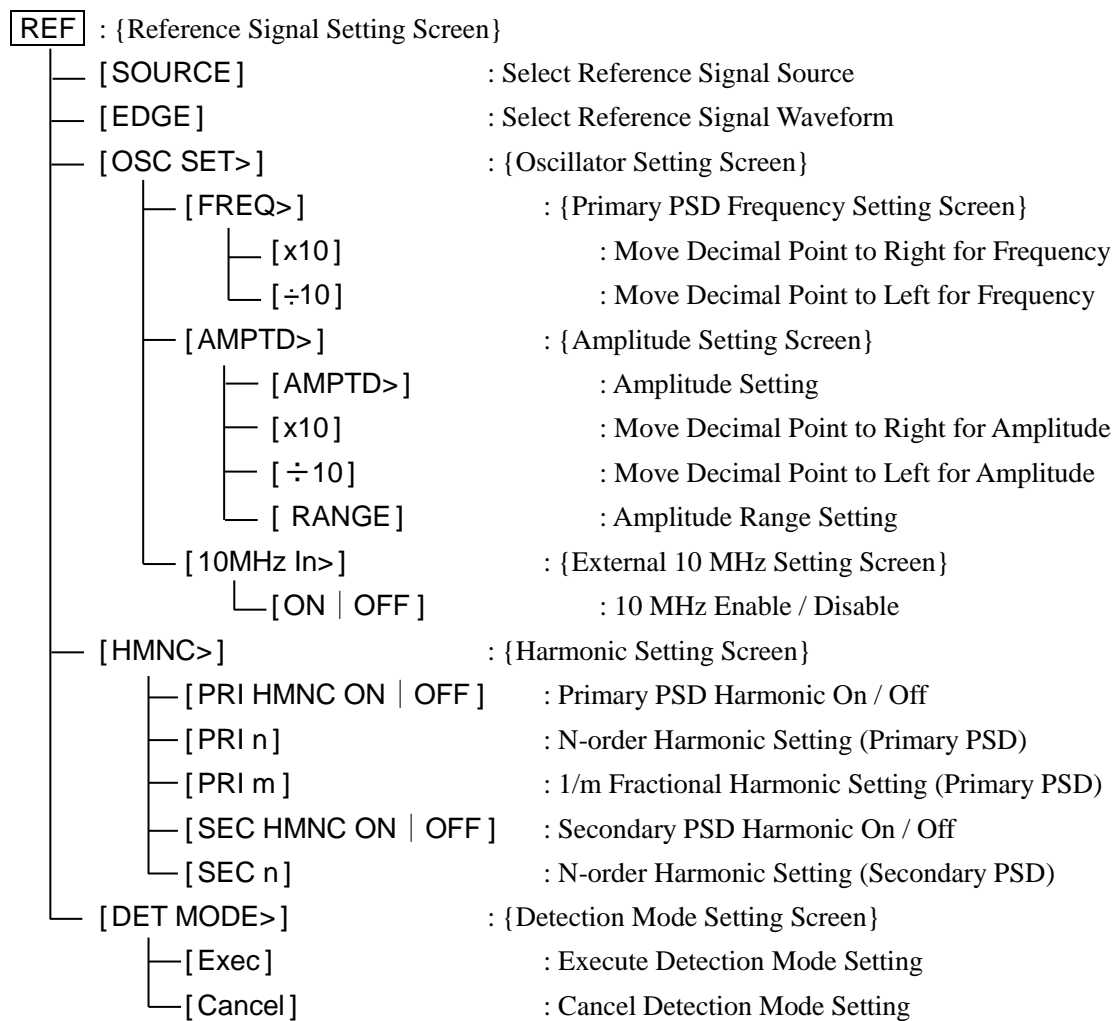 REF : {Reference Signal Setting Screen}
[SOURCE] : Select Reference Signal Source
[EDGE] : Select Reference Signal Waveform
[OSC SET>] : {Oscillator Setting Screen}
[FREQ>] : {Primary PSD Frequency Setting Screen}
[x10] : Move Decimal Point to Right for Frequency
[÷10] : Move Decimal Point to Left for Frequency
[AMPTD>] : {Amplitude Setting Screen}
[AMPTD>] : Amplitude Setting
[x10] : Move Decimal Point to Right for Amplitude
[÷10] : Move Decimal Point to Left for Amplitude
[ RANGE] : Amplitude Range Setting
[10MHz In>] : {External 10 MHz Setting Screen}
[ON｜OFF] : 10 MHz Enable / Disable
[HMNC>] : {Harmonic Setting Screen}
[PRI HMNC ON｜OFF] : Primary PSD Harmonic On / Off
[PRI n] : N-order Harmonic Setting (Primary PSD)
[PRI m] : 1/m Fractional Harmonic Setting (Primary PSD)
[SEC HMNC ON｜OFF] : Secondary PSD Harmonic On / Off
[SEC n] : N-order Harmonic Setting (Secondary PSD)
[DET MODE>] : {Detection Mode Setting Screen}
[Exec] : Execute Detection Mode Setting
[Cancel] : Cancel Detection Mode Setting